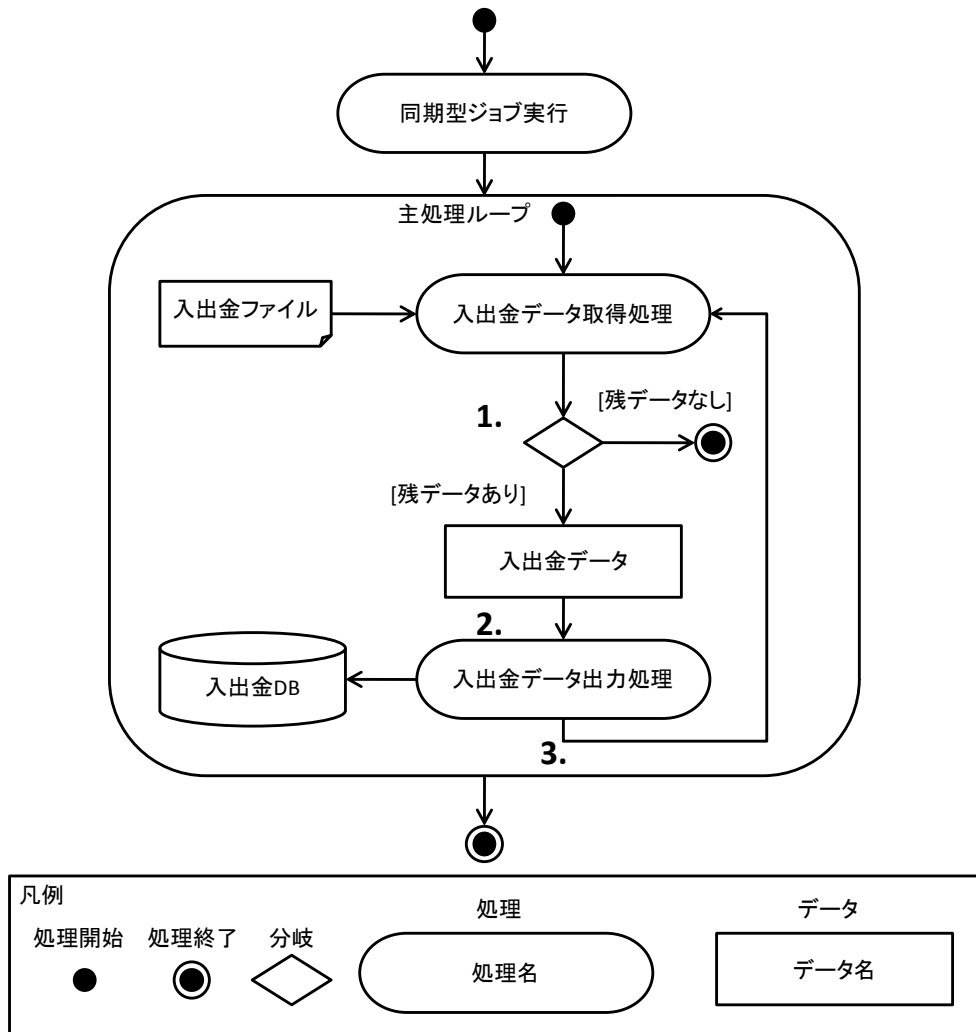 同期型ジョブ実行
主処理ループ
入出金ファイル
入出金データ取得処理
1.
[残データなし]
[残データあり]
入出金データ
2.
入出金DB
入出金データ出力処理
3.
凡例
処理開始
処理終了
分岐
処理
処理名
データ
データ名